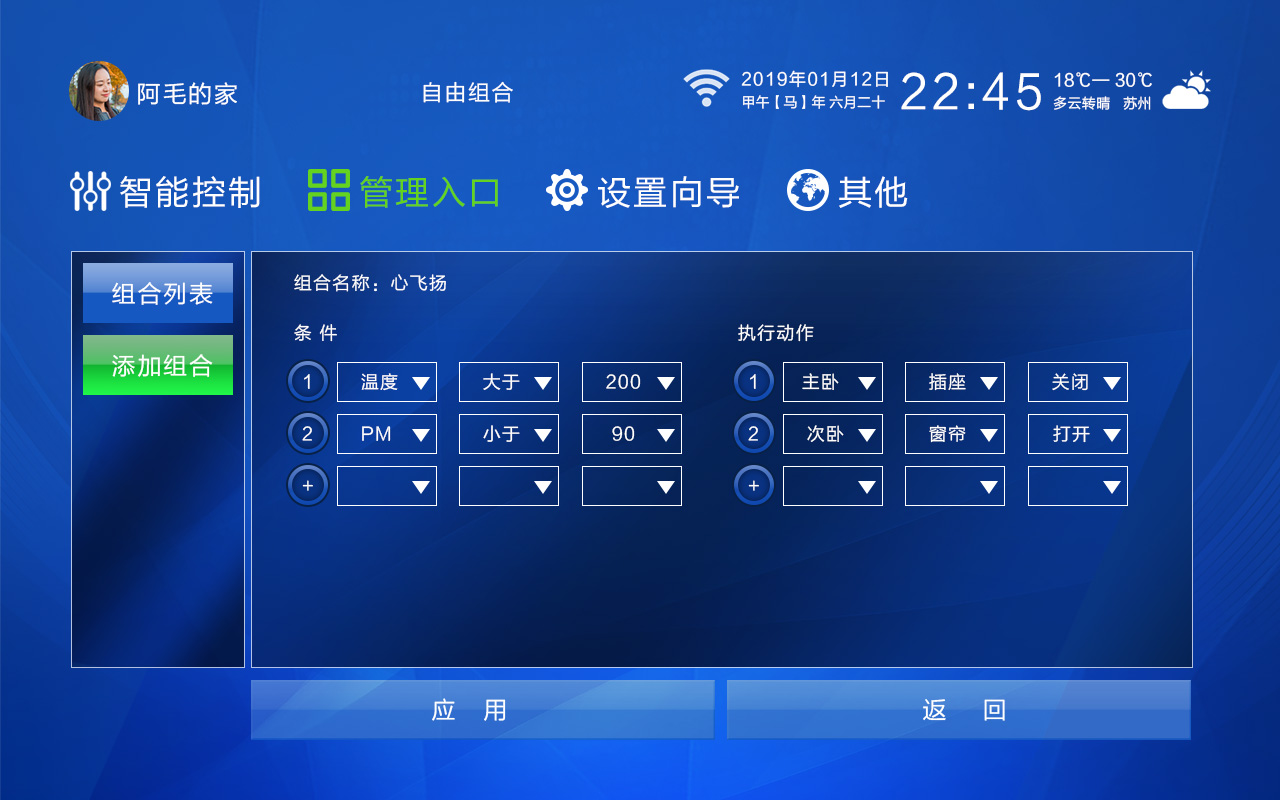 阿毛的家
自由组合
2019年01月12日
甲午【马】年 六月二十
22:45
18℃— 30℃
多云转晴 苏州
智能控制 管理入口 设置向导 其他
组合列表
添加组合
组合名称：心飞扬
条 件
1 温度 大于 200
2 PM 小于 90
+
执行动作
1 主卧 插座 关闭
2 次卧 窗帘 打开
+
应 用
返 回